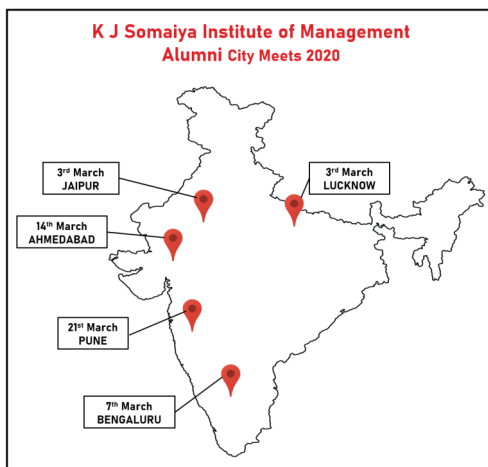 K J Somaiya Institute of Management
Alumni City Meets 2020
3rd March
JAIPUR
3rd March
LUCKNOW
14th March
AHMEDABAD
21st March
PUNE
7th March
BENGALURU